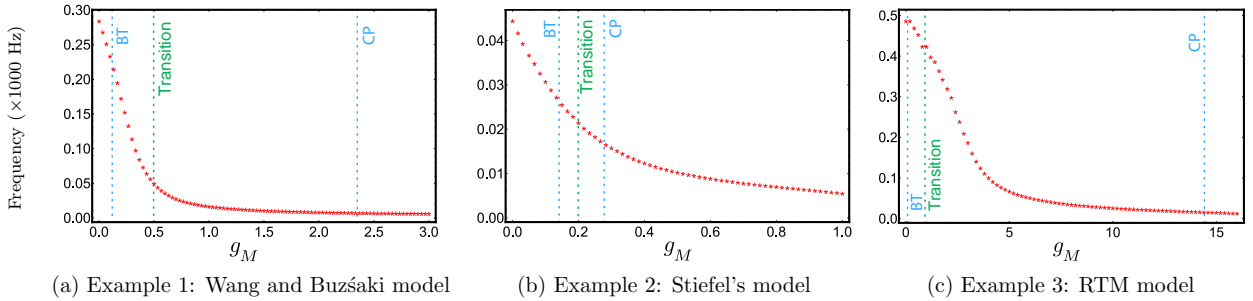 Frequency (×1000 Hz)
0.30
0.25
0.20
0.15
0.10
0.05
0.00
0.0
0.5
1.0
1.5
2.0
2.5
3.0
BT
Transition
CP
g_M
(a) Example 1: Wang and Buzśaki model
0.04
0.03
0.02
0.01
0.00
0.0
0.2
0.4
0.6
0.8
1.0
BT
Transition
CP
g_M
(b) Example 2: Stiefel's model
0.5
0.4
0.3
0.2
0.1
0.0
0
5
10
15
BT
Transition
CP
g_M
(c) Example 3: RTM model